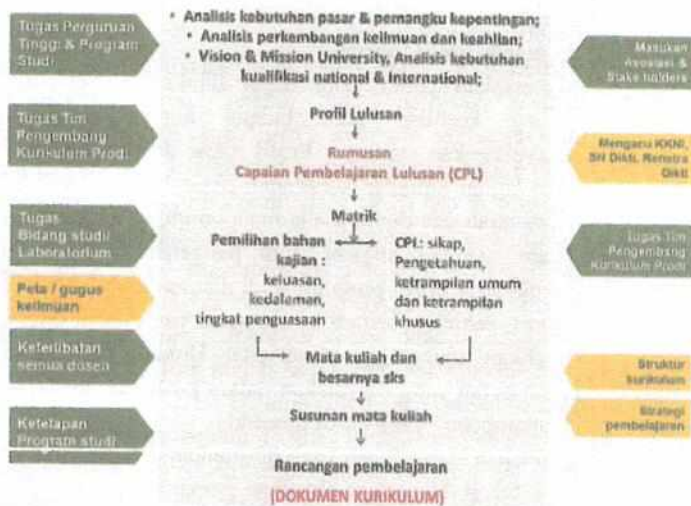 Tugas Perguruan
Tinggi & Program
Studi
• Analisis kebutuhan pasar & pemangku kepentingan;
• Analisis perkembangan keilmuan dan keahlian;
• Vision & Mission University, Analisis kebutuhan
kualifikasi national & International;
Masukan
Asosiasi &
Stake holders
Tugas Tim
Pengembang
Kurikulum Prodi
Profil Lulusan
Rumusan
Capaian Pembelajaran Lulusan (CPL)
Mengacu KKNI,
SN Dikti, Renstra
Dikti
Matrik
Tugas
Bidang studi/
Laboratorium
Pemilihan bahan
kajian :
keluasan,
kedalaman,
tingkat penguasaan
CPL: sikap,
Pengetahuan,
ketrampilan umum
dan ketrampilan
khusus
Tugas Tim
Pengembang
Kurikulum Prodi
Peta / gugus
keilmuan
Keterlibatan
semua dosen
Mata kuliah dan
besarnya sks
Struktur
kurikulum
Ketetapan
Program studi
Susunan mata kuliah
Strategi
pembelajaran
Rancangan pembelajaran
(DOKUMEN KURIKULUM)